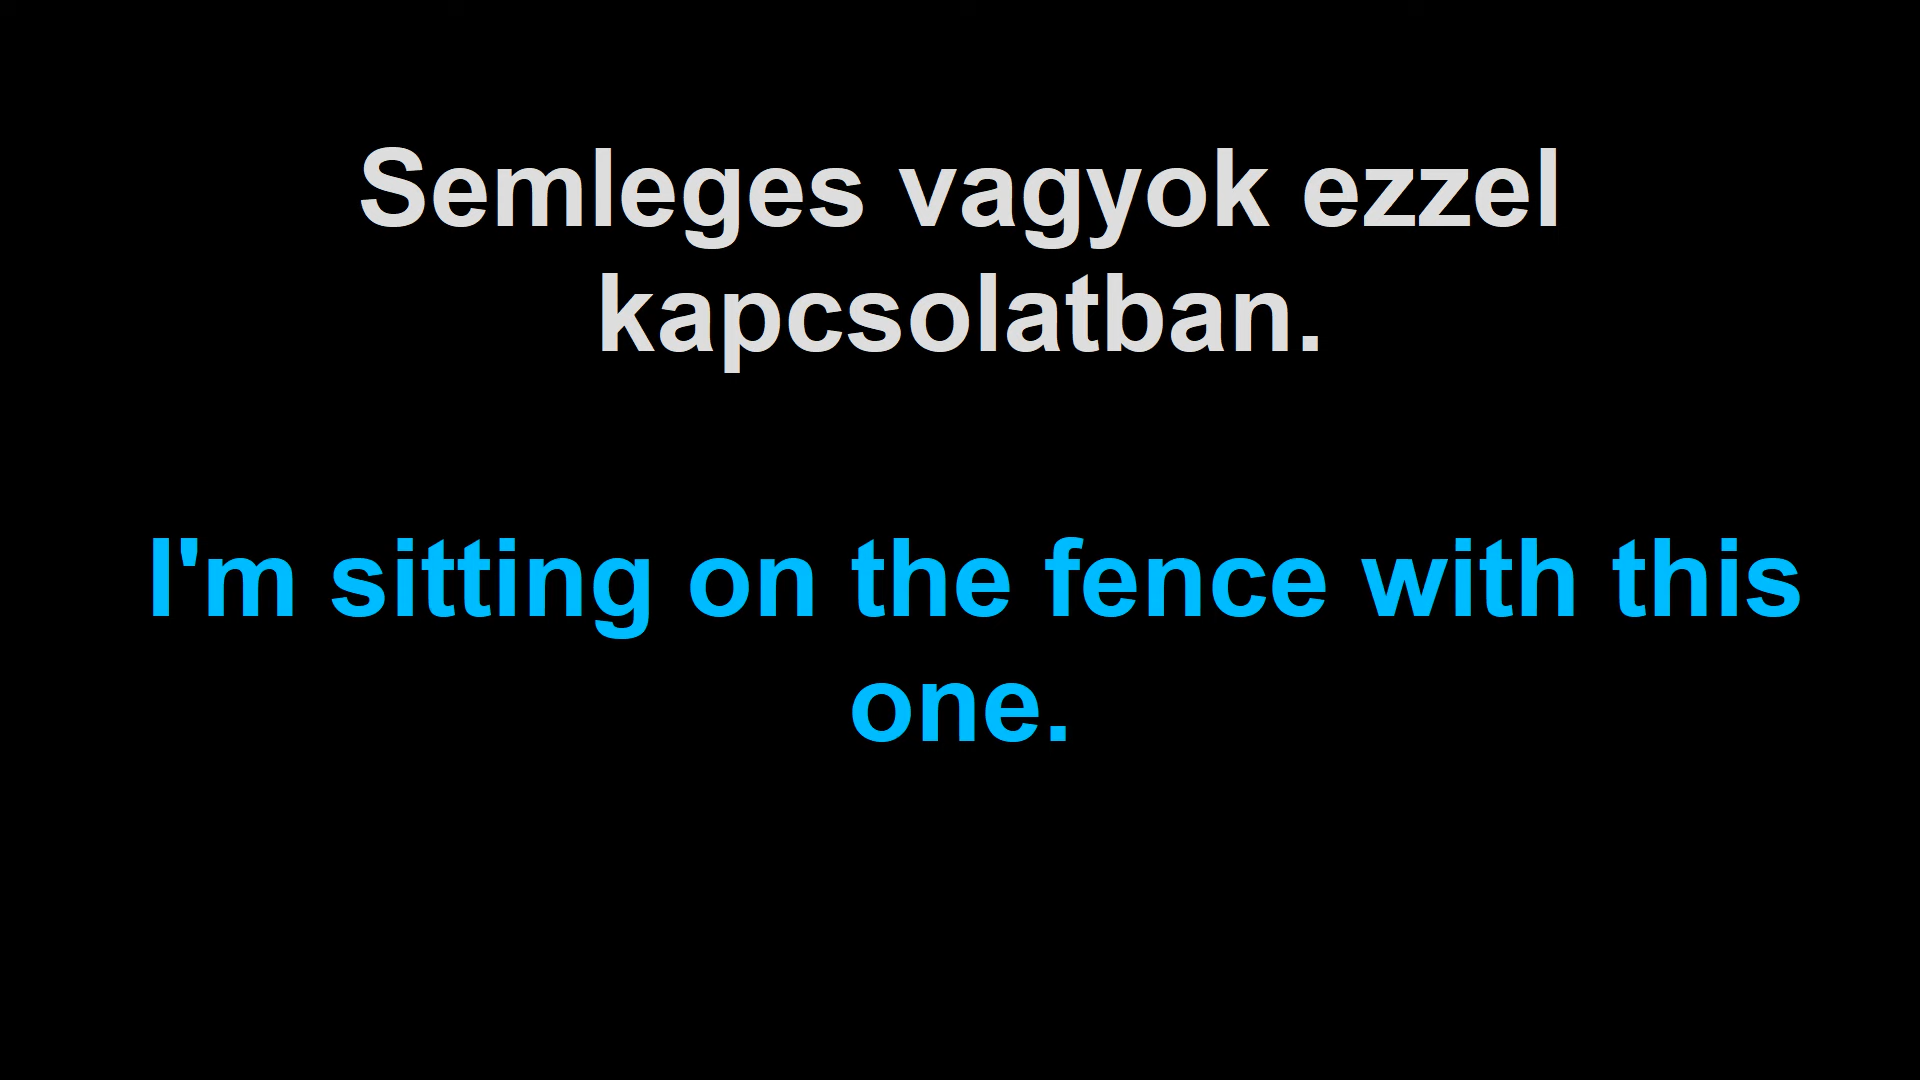 Semleges vagyok ezzel
kapcsolatban.
I'm sitting on the fence with this
one.